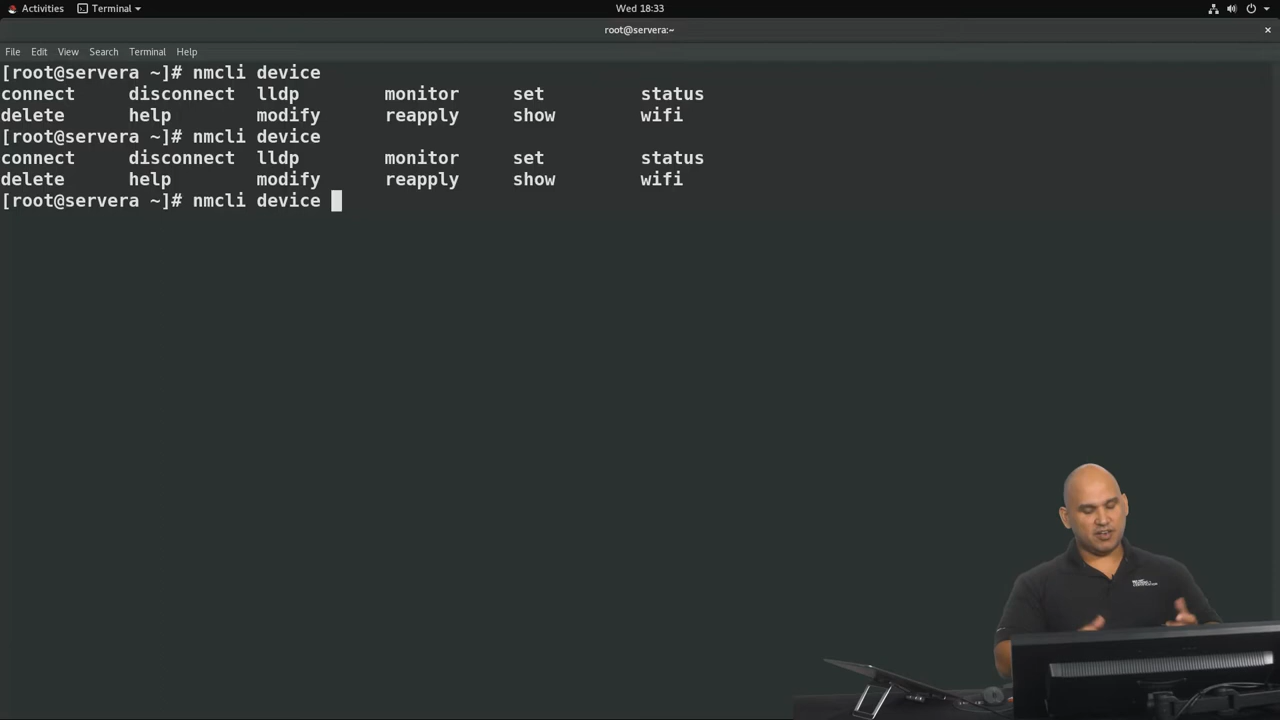 Activities Terminal Wed 18:33
root@servera:~ ×
File Edit View Search Terminal Help
[root@servera ~]# nmcli device
connect disconnect lldp monitor set status
delete help modify reapply show wifi
[root@servera ~]# nmcli device
connect disconnect lldp monitor set status
delete help modify reapply show wifi
[root@servera ~]# nmcli device